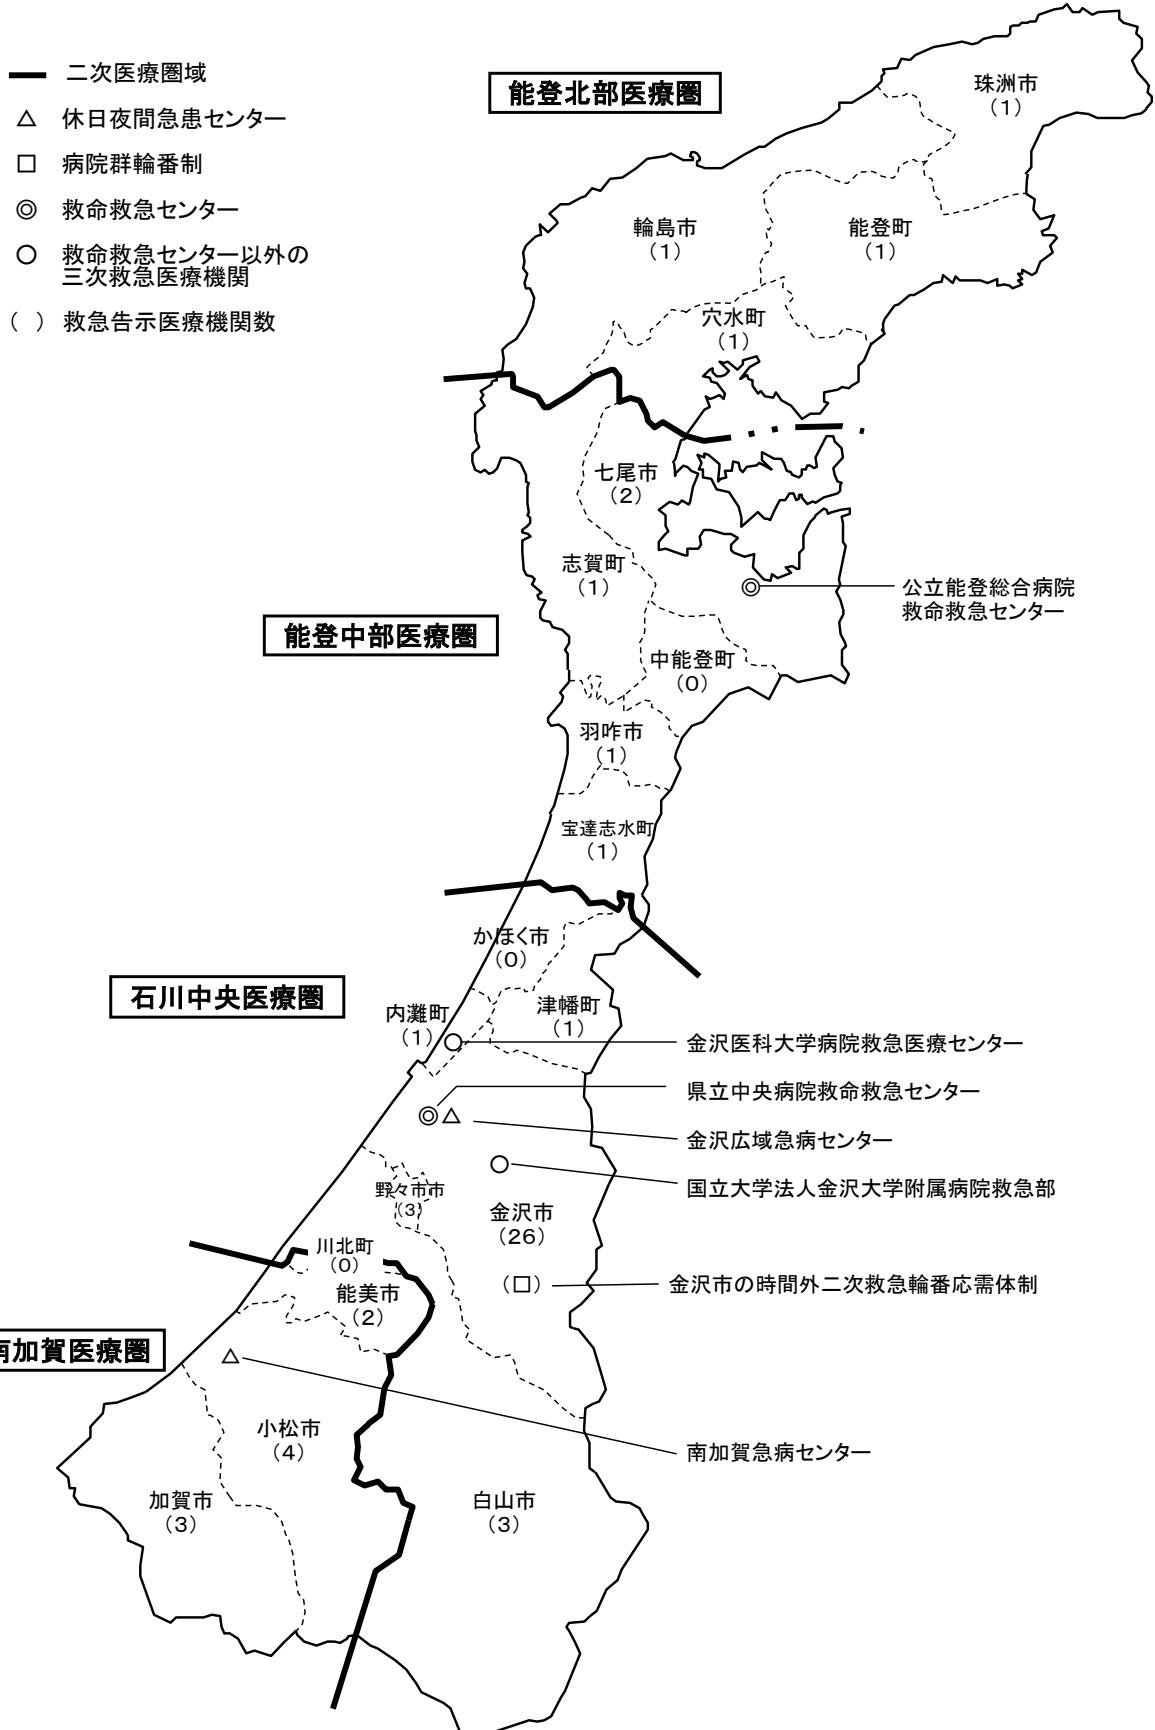 二次医療圏域
△ 休日夜間急患センター
□ 病院群輪番制
◎ 救命救急センター
○ 救命救急センター以外の
三次救急医療機関
( ) 救急告示医療機関数
能登北部医療圏
珠洲市
(1)
輪島市
(1)
能登町
(1)
穴水町
(1)
七尾市
(2)
志賀町
(1)
公立能登総合病院
救命救急センター
能登中部医療圏
中能登町
(0)
羽咋市
(1)
宝達志水町
(1)
かほく市
(0)
石川中央医療圏
内灘町
(1)
津幡町
(1)
金沢医科大学病院救急医療センター
県立中央病院救命救急センター
金沢広域急病センター
国立大学法人金沢大学附属病院救急部
野々市市
(3)
金沢市
(26)
川北町
(0)
(□)
金沢市の時間外二次救急輪番応需体制
能美市
(2)
南加賀医療圏
小松市
(4)
南加賀急病センター
加賀市
(3)
白山市
(3)